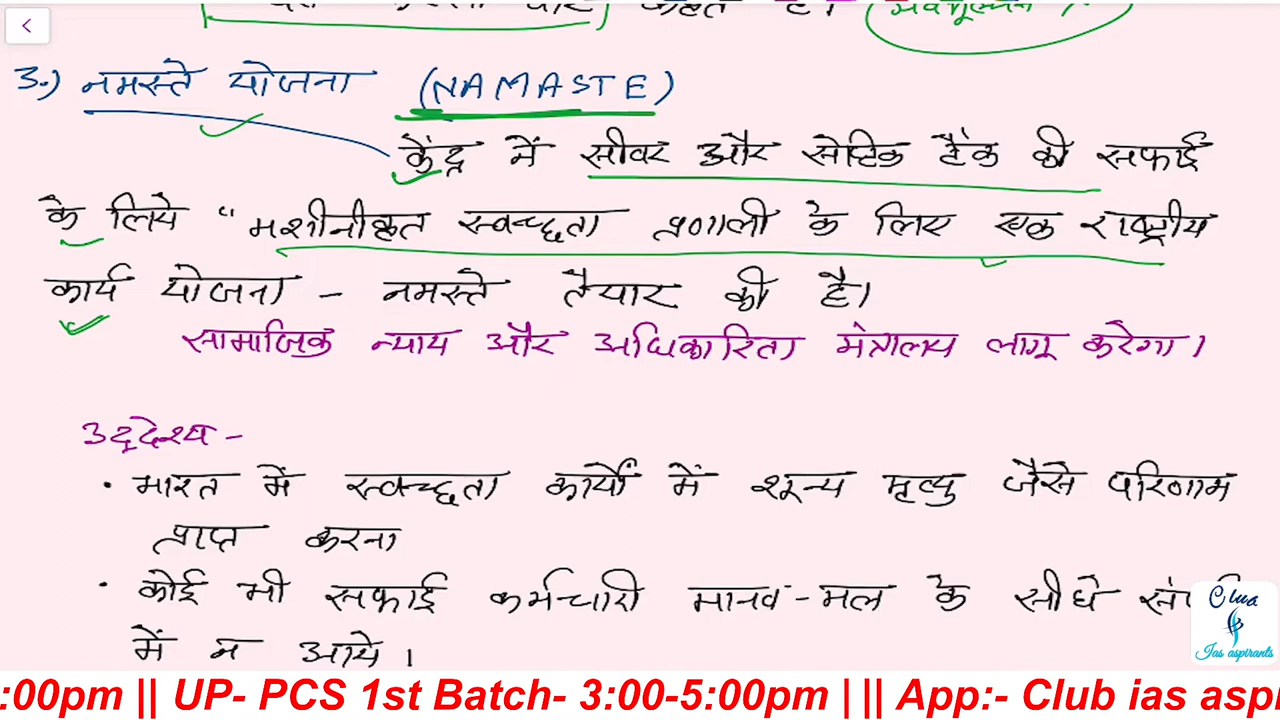 कहते हैं।
3.) नमस्ते योजना (NAMASTE)
केंद्र में सीवर और सेप्टिक टैंक की सफाई
के लिये "मशीनीकृत स्वच्छता प्रणाली के लिए एक राष्ट्रीय
कार्य योजना - नमस्ते तैयार की है।
सामाजिक न्याय और अधिकारिता मंत्रालय लागू करेगा।
उद्देश्य -
• भारत में स्वच्छता कार्यों में शून्य मृत्यु जैसे परिणाम
प्राप्त करना
• कोई भी सफाई कर्मचारी मानव-मल के सीधे
में न आये।
Club
Ias aspirants
:00pm || UP- PCS 1st Batch- 3:00-5:00pm | || App:- Club ias aspi